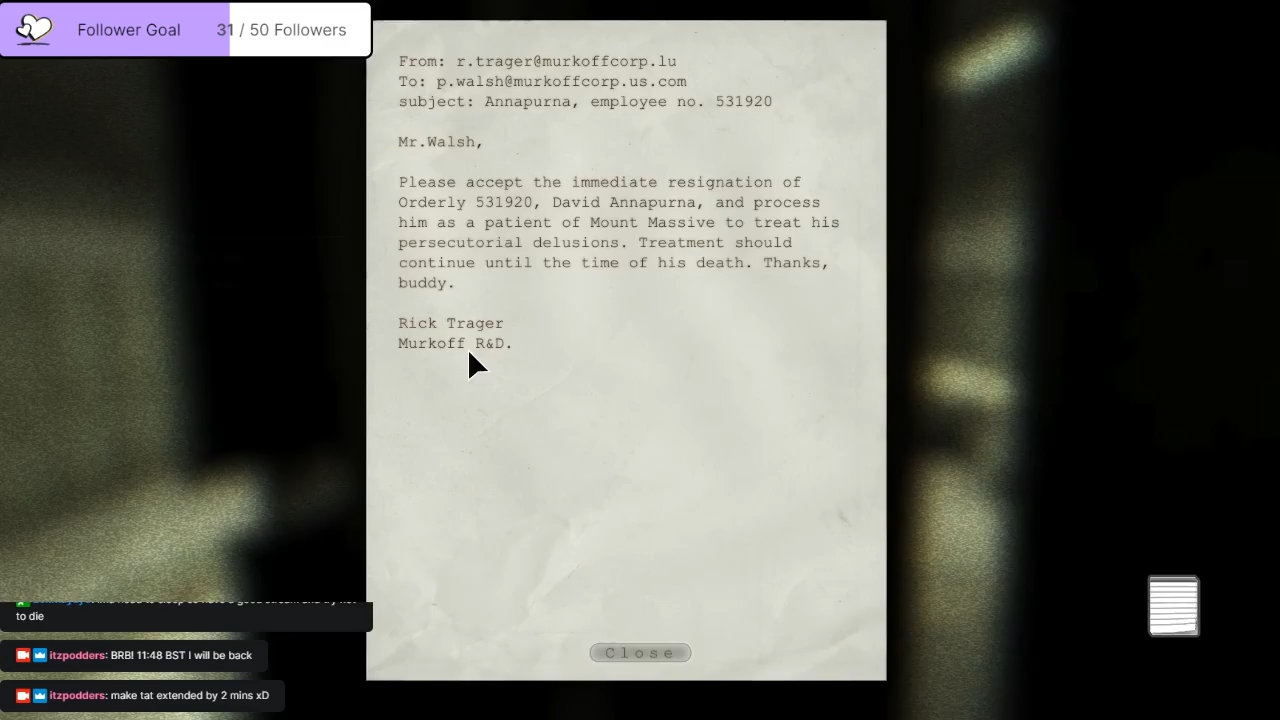 Follower Goal 31 / 50 Followers
From: r.trager@murkoffcorp.lu
To: p.walsh@murkoffcorp.us.com
subject: Annapurna, employee no. 531920
Mr.Walsh,
Please accept the immediate resignation of
Orderly 531920, David Annapurna, and process
him as a patient of Mount Massive to treat his
persecutorial delusions. Treatment should
continue until the time of his death. Thanks,
buddy.
Rick Trager
Murkoff R&D.
Close
to die
itzpodders: BRB! 11:48 BST I will be back
itzpodders: make tat extended by 2 mins xD